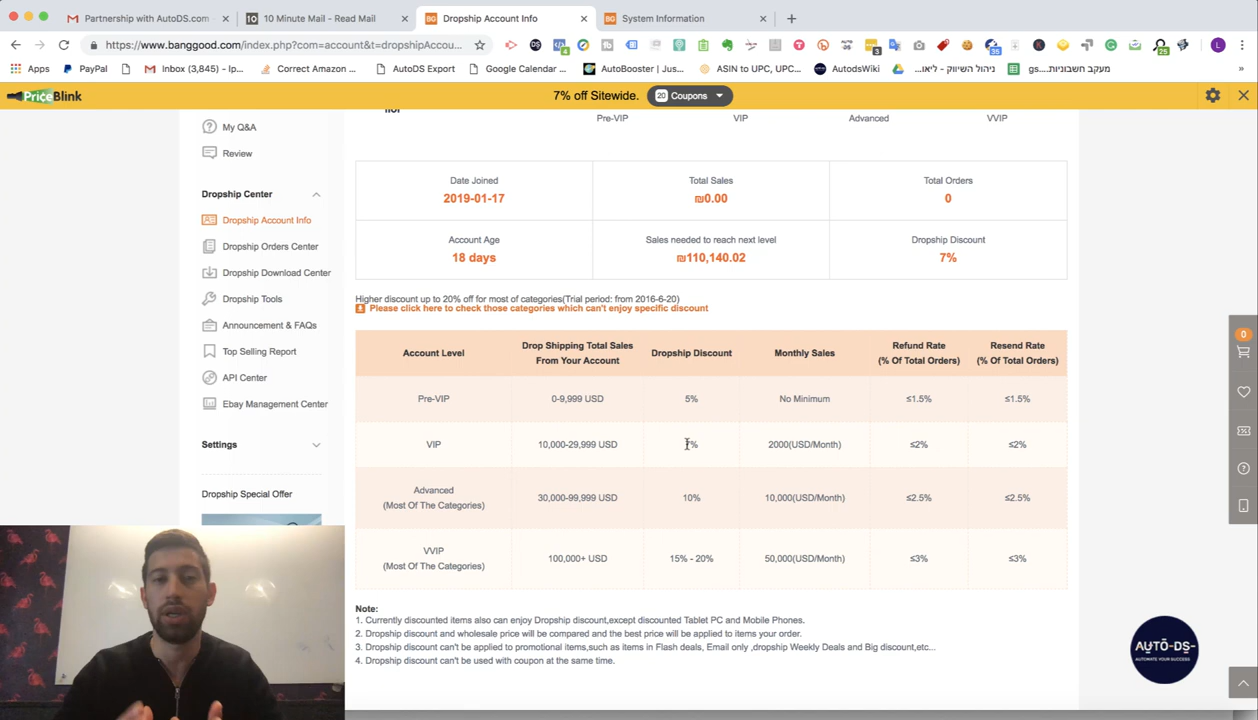 Partnership with AutoDS.com
10 Minute Mail - Read Mail
Dropship Account Info
System Information
https://www.banggood.com/index.php?com=account&t=dropshipAccou...
Apps
PayPal
Inbox (3,845) - Ip...
Correct Amazon ...
AutoDS Export
Google Calendar ...
AutoBooster | Jus...
ASIN to UPC, UPC...
AutodsWiki
ניהול השיווק - ליאו...
מעקב חשבוניות....gs
»
PriceBlink
7% off Sitewide.
20 Coupons
Pre-VIP
VIP
Advanced
VVIP
My Q&A
Review
Dropship Center
Dropship Account Info
Dropship Orders Center
Dropship Download Center
Dropship Tools
Announcement & FAQs
Top Selling Report
API Center
Ebay Management Center
Settings
Dropship Special Offer
Date Joined
2019-01-17
Total Sales
₪0.00
Total Orders
0
Account Age
18 days
Sales needed to reach next level
₪110,140.02
Dropship Discount
7%
Higher discount up to 20% off for most of categories(Trial period: from 2016-6-20)
Please click here to check those categories which can't enjoy specific discount
Account Level
Drop Shipping Total Sales
From Your Account
Dropship Discount
Monthly Sales
Refund Rate
(% Of Total Orders)
Resend Rate
(% Of Total Orders)
Pre-VIP
0-9,999 USD
5%
No Minimum
≤1.5%
≤1.5%
VIP
10,000-29,999 USD
7%
2000(USD/Month)
≤2%
≤2%
Advanced
(Most Of The Categories)
30,000-99,999 USD
10%
10,000(USD/Month)
≤2.5%
≤2.5%
VVIP
(Most Of The Categories)
100,000+ USD
15% - 20%
50,000(USD/Month)
≤3%
≤3%
Note:
1. Currently discounted items also can enjoy Dropship discount,except discounted Tablet PC and Mobile Phones.
2. Dropship discount and wholesale price will be compared and the best price will be applied to items your order.
3. Dropship discount can't be applied to promotional items,such as items in Flash deals, Email only ,dropship Weekly Deals and Big discount,etc...
4. Dropship discount can't be used with coupon at the same time.
0
AUTO-DS-
AUTOMATE YOUR SUCCESS